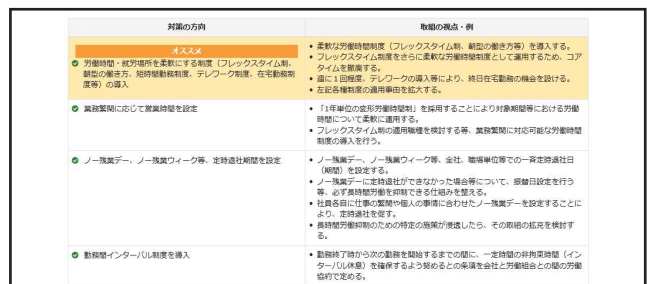 対策の方向
取組の視点・例
オススメ
労働時間・就労場所を柔軟にする制度（フレックスタイム制、
朝型の働き方、短時間勤務制度、テレワーク制度、在宅勤務制
度等）の導入
• 柔軟な労働時間制度（フレックスタイム制、朝型の働き方等）を導入する。
• フレックスタイム制度をさらに柔軟な労働時間制度として運用するため、コア
タイムを撤廃する。
• 週に１回程度、テレワークの導入等により、終日在宅勤務の機会を設ける。
• 左記各種制度の適用事由を拡大する。
業務繁閑に応じて営業時間を設定
• 「1年単位の変形労働時間制」を採用することにより対象期間等における労働
時間について柔軟に運用する。
• フレックスタイム制の適用職種を検討する等、業務繁閑に対応可能な労働時間
制度の導入を行う。
ノー残業デー、ノー残業ウィーク等、定時退社期間を設定
• ノー残業デー、ノー残業ウィーク等、全社、職場単位等での一斉定時退社日
（期間）を設定する。
• ノー残業デーに定時退社ができなかった場合等について、振替日設定を行う
等、必ず長時間労働を抑制できる仕組みを整える。
• 社員各自に仕事の繁閑や個人の事情に合わせたノー残業デーを設定することに
より、定時退社を促す。
• 長時間労働抑制のための特定の施策が浸透したら、その取組の拡充を検討す
る。
勤務間インターバル制度を導入
• 勤務終了時から次の勤務を開始するまでの間に、一定時間の非拘束時間（イン
ターバル休息）を確保するよう努めるとの条項を会社と労働組合との間の労働
協約で定める。